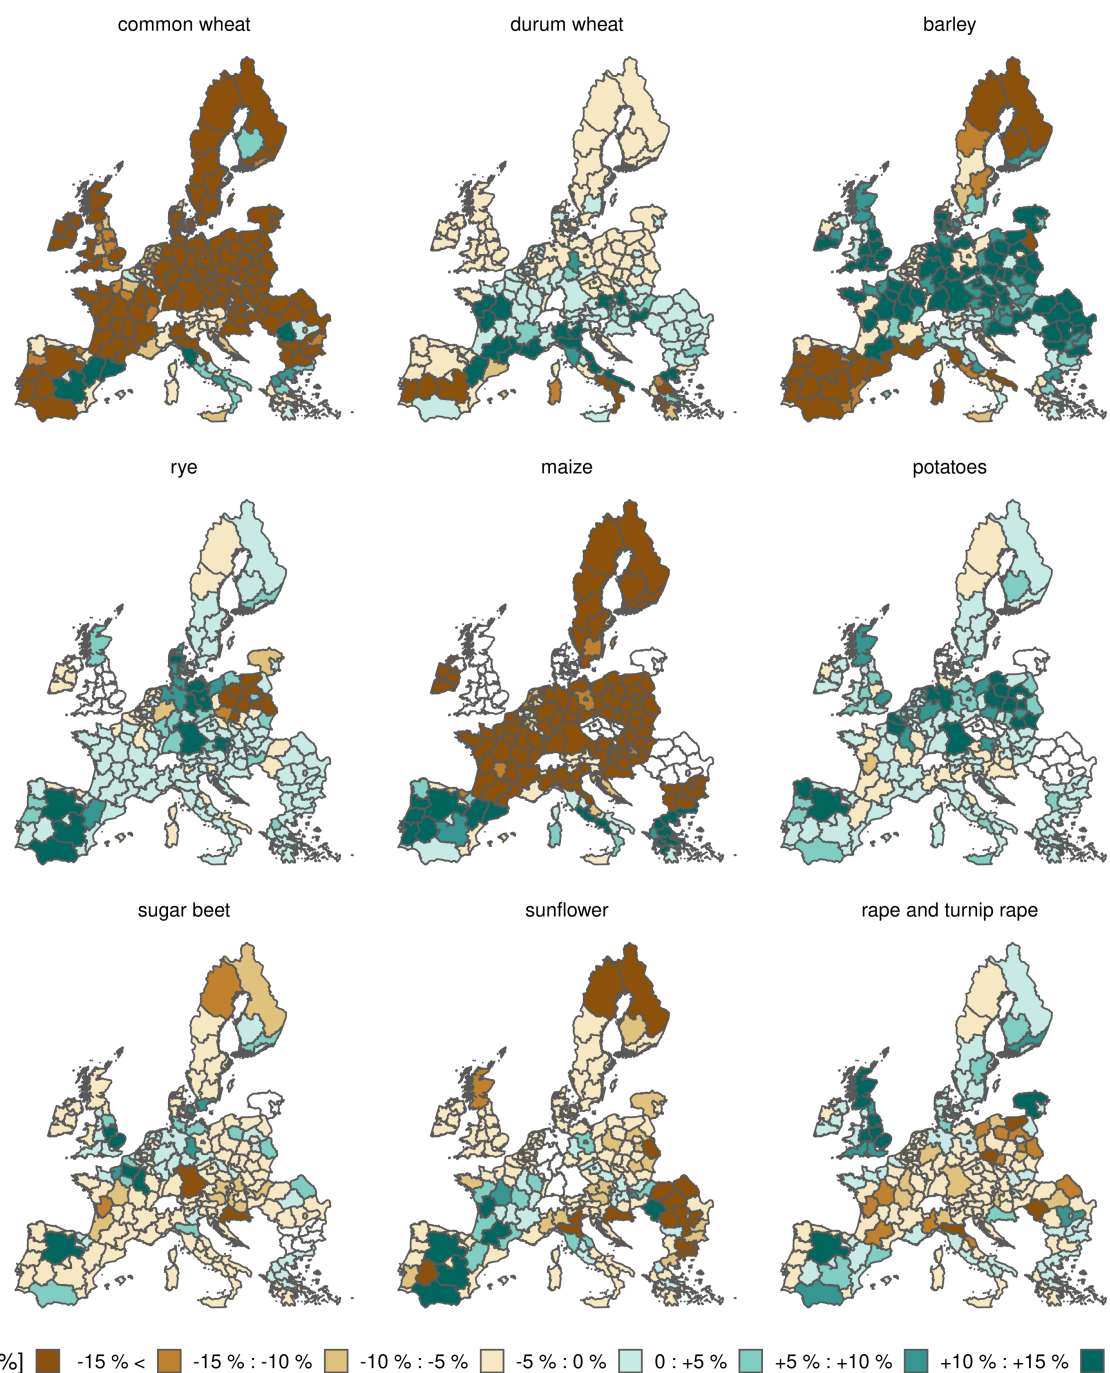 common wheat
durum wheat
barley
rye
maize
potatoes
sugar beet
sunflower
rape and turnip rape
%] -15 % < -15 % : -10 % -10 % : -5 % -5 % : 0 % 0 : +5 % +5 % : +10 % +10 % : +15 %